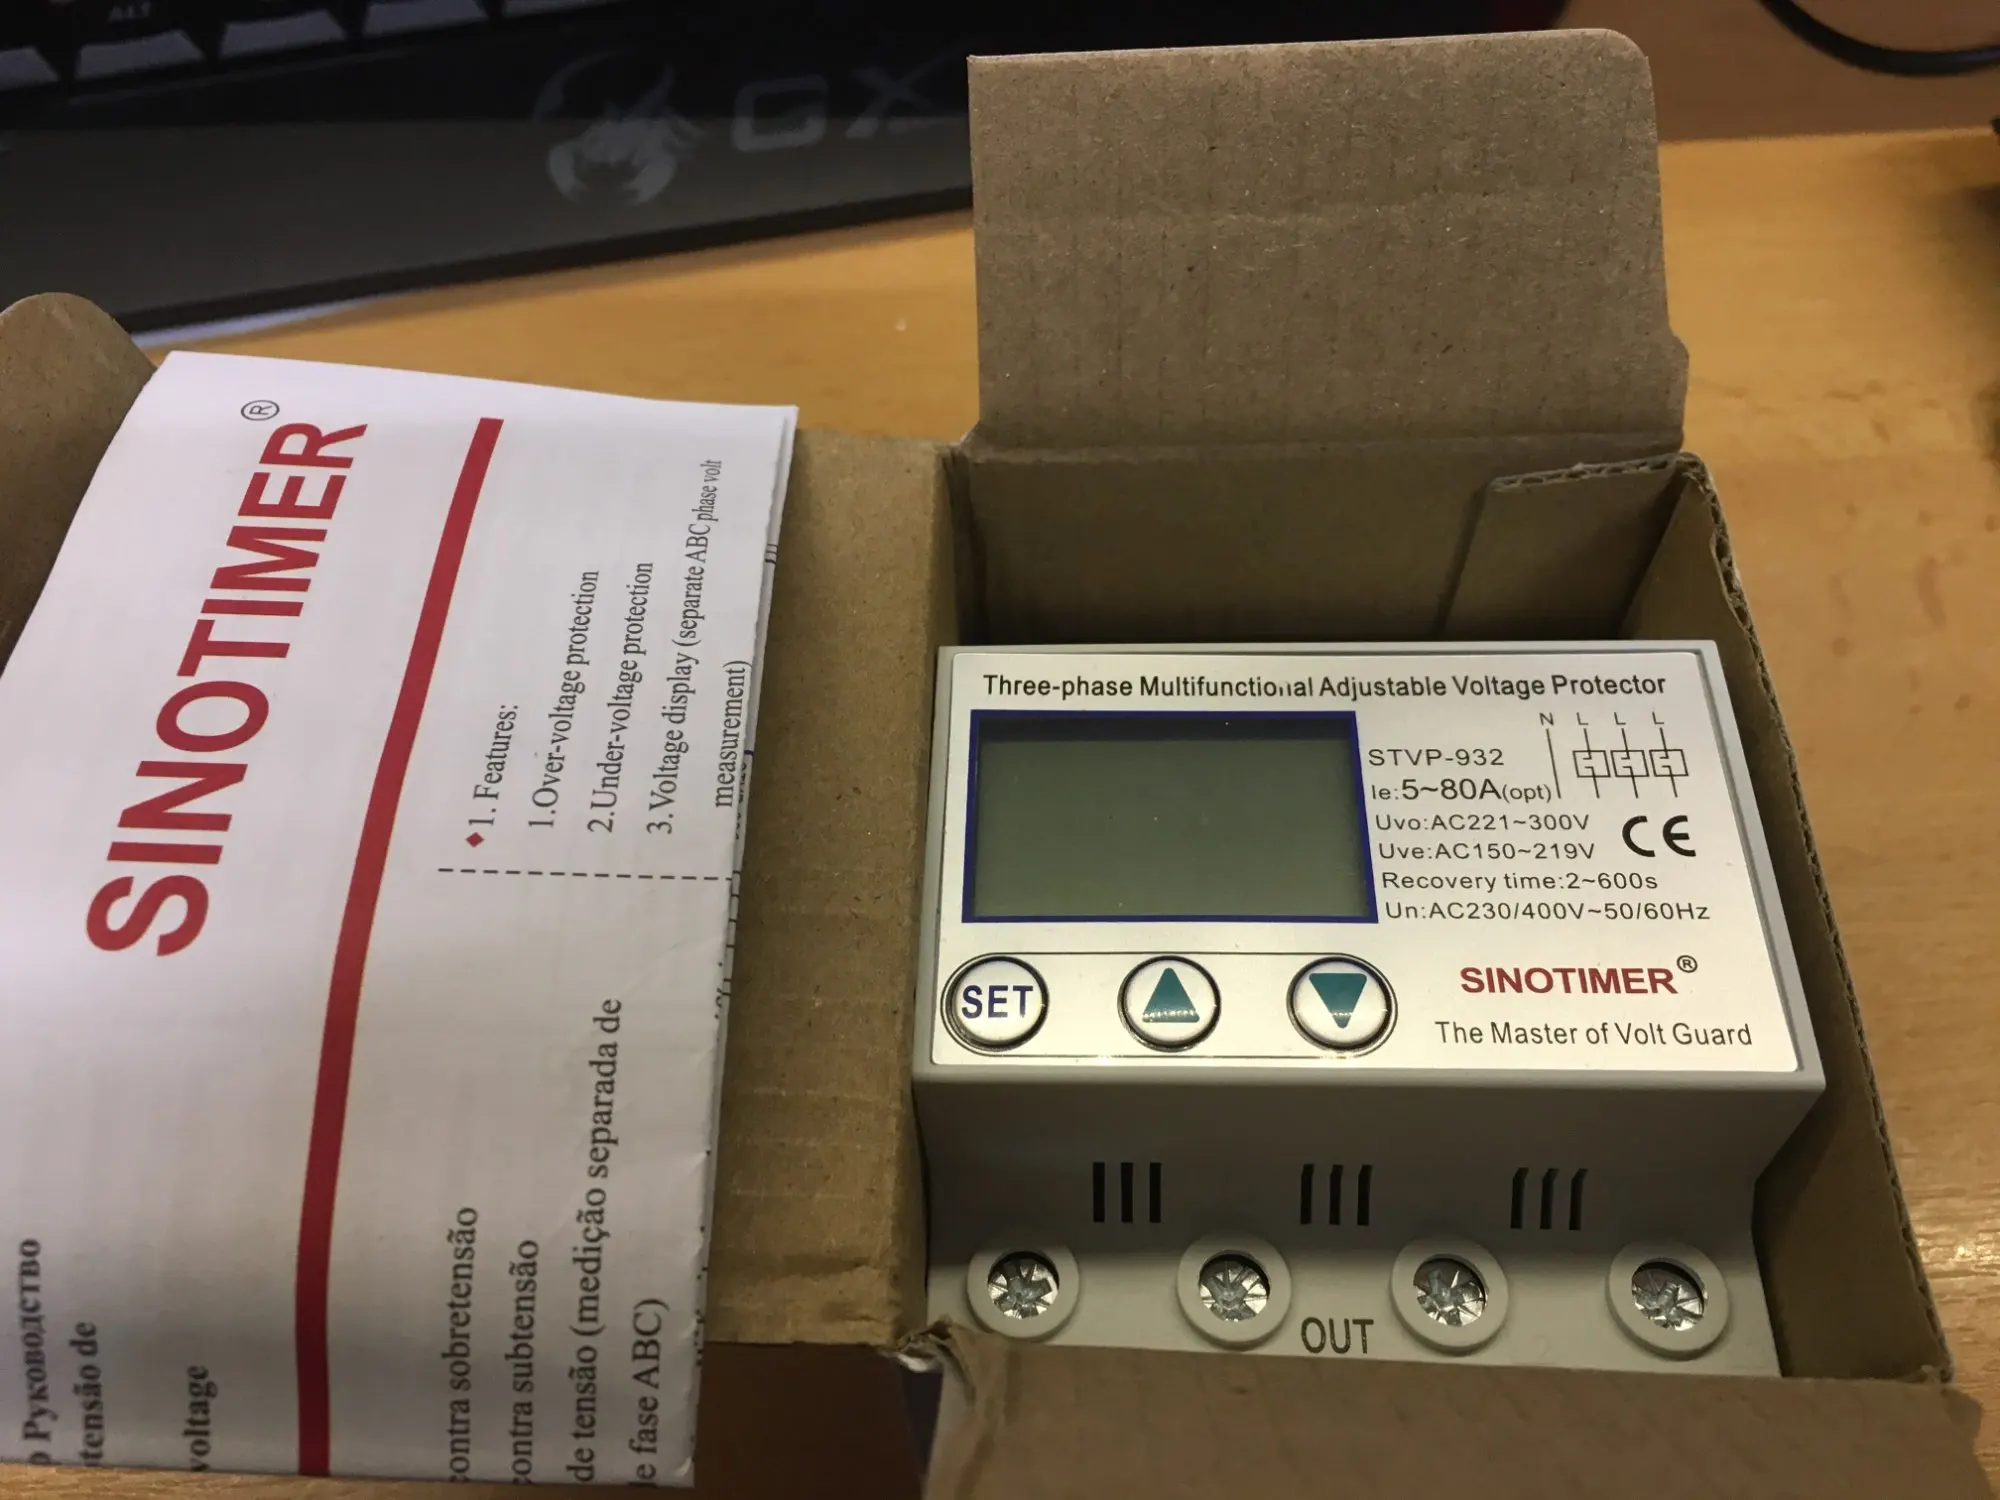 ALT
GX
SINOTIMER®
◆1. Features:
1.Over-voltage protection
2.Under-voltage protection
3. Voltage display (separate ABC phase volt
measurement)
Руководство
tensão de
voltage
contra sobretensão
contra subtensão
de tensão (medição separada de
e fase ABC)
Three-phase Multifunctional Adjustable Voltage Protector
N L L L
STVP-932
Ie:5~80A(opt)
Uvo:AC221~300V
Uve:AC150~219V
CE
Recovery time:2~600s
Un:AC230/400V~50/60Hz
SET
SINOTIMER®
The Master of Volt Guard
OUT